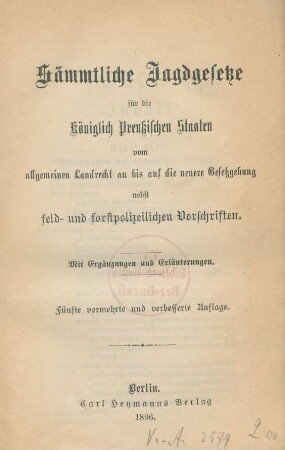 Sämmtliche Jagdgesetze
für die
Königlich Preußischen Staaten
vom
allgemeinen Landrecht an bis auf die neuere Gesetzgebung
nebst
feld- und forstpolizeilichen Vorschriften.
Mit Ergänzungen und Erläuterungen.
Fünfte vermehrte und verbesserte Auflage.
Berlin.
Carl Heymanns Verlag
1896.
2579